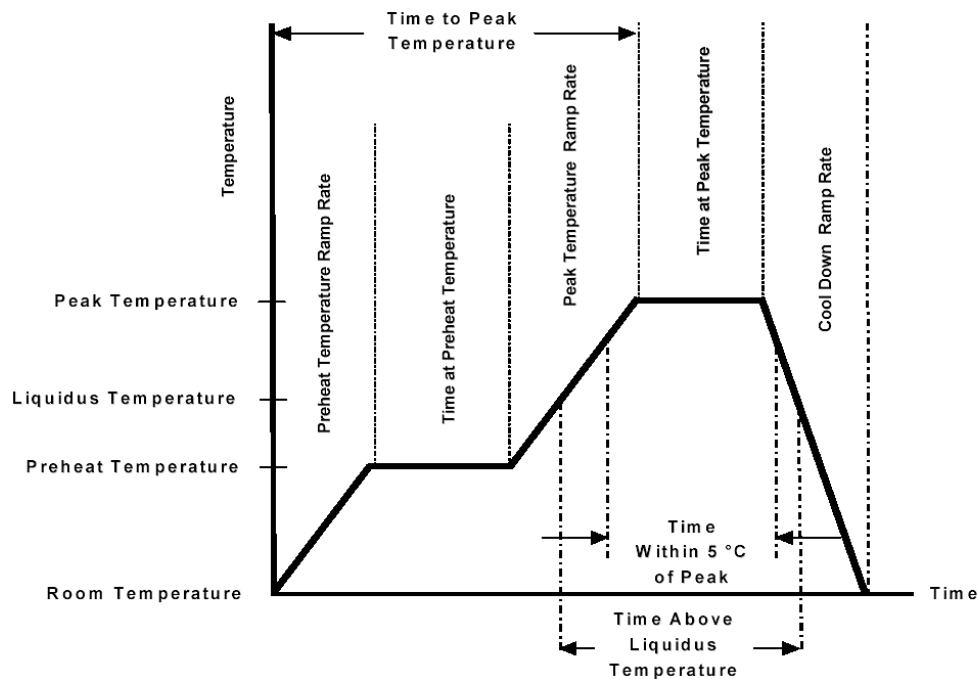 Time to Peak
Temperature
Temperature
Preheat Temperature Ramp Rate
Time at Preheat Temperature
Peak Temperature Ramp Rate
Time at Peak Temperature
Cool Down Ramp Rate
Peak Temperature
Liquidus Temperature
Preheat Temperature
Room Temperature
Time
Within 5 °C
of Peak
Time
Time Above
Liquidus
Temperature